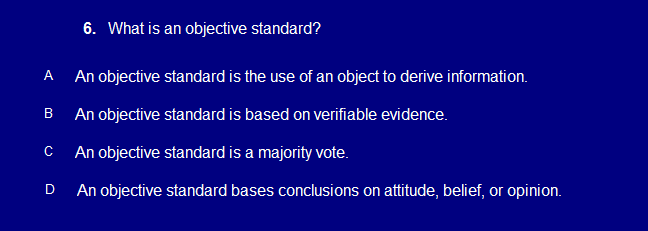 6. What is an objective standard?
A An objective standard is the use of an object to derive information.
B An objective standard is based on verifiable evidence.
C An objective standard is a majority vote.
D An objective standard bases conclusions on attitude, belief, or opinion.